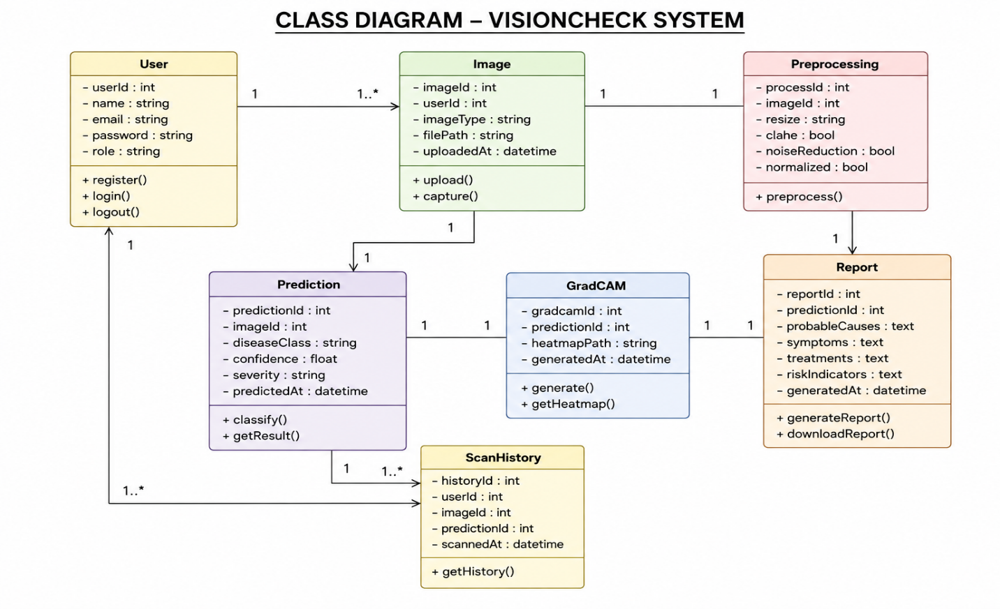 CLASS DIAGRAM – VISIONCHECK SYSTEM
User
– userId : int
– name : string
– email : string
– password : string
– role : string
+ register()
+ login()
+ logout()
1
1..*
Image
– imageId : int
– userId : int
– imageType : string
– filePath : string
– uploadedAt : datetime
+ upload()
+ capture()
1
1
Preprocessing
– processId : int
– imageId : int
– resize : string
– clahe : bool
– noiseReduction : bool
– normalized : bool
+ preprocess()
1
1
1
1
Prediction
– predictionId : int
– imageId : int
– diseaseClass : string
– confidence : float
– severity : string
– predictedAt : datetime
+ classify()
+ getResult()
1
1
GradCAM
– gradcamId : int
– predictionId : int
– heatmapPath : string
– generatedAt : datetime
+ generate()
+ getHeatmap()
1
1
Report
– reportId : int
– predictionId : int
– probableCauses : text
– symptoms : text
– treatments : text
– riskIndicators : text
– generatedAt : datetime
+ generateReport()
+ downloadReport()
1
1..*
1..*
ScanHistory
– historyId : int
– userId : int
– imageId : int
– predictionId : int
– scannedAt : datetime
+ getHistory()